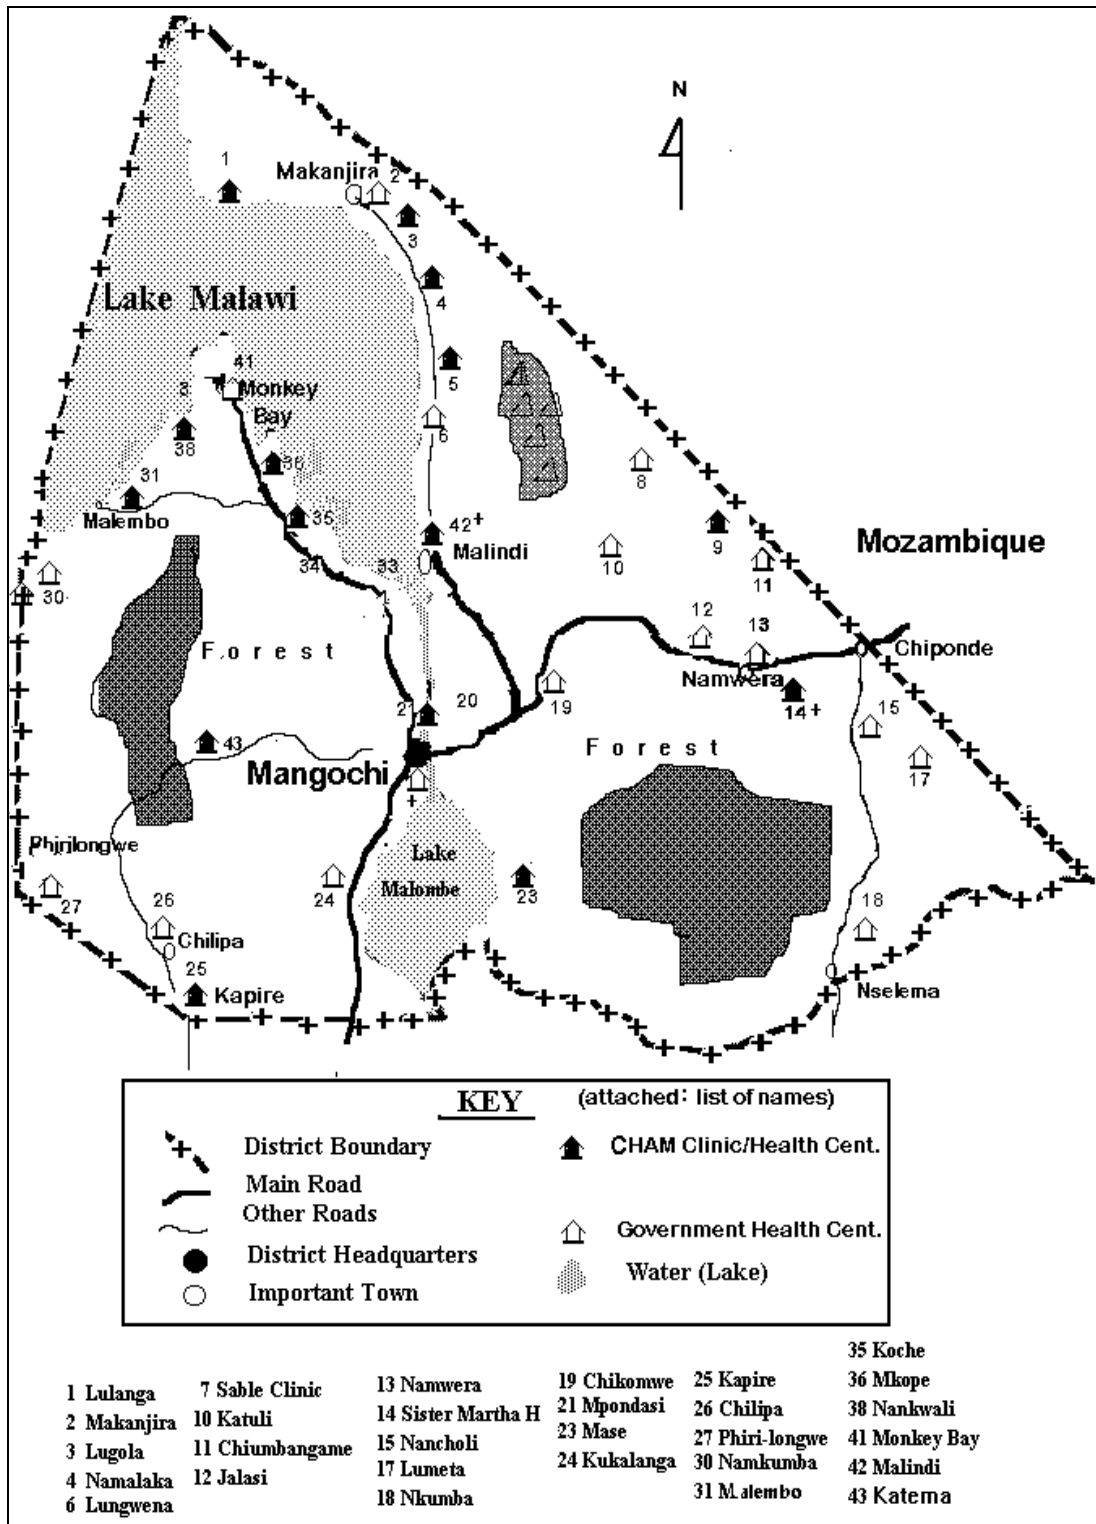 N
1
Makanjira
2
3
Lake Malawi
4
41
3
Monkey
Bay
5
6
38
36
8
31
Malembo
35
42+
9
Mozambique
Malindi
34
33
10
11
30
12
13
Forest
Chiponde
Namwera
2
20
19
14+
15
43
Forest
17
Mangochi
+
Phirilongwe
Lake
Malombe
24
23
27
26
18
Chilipa
25
Kapire
Nselema
KEY
(attached: list of names)
District Boundary
CHAM Clinic/Health Cent.
Main Road
Other Roads
Government Health Cent.
District Headquarters
Water (Lake)
Important Town
1 Lulanga
2 Makanjira
3 Lugola
4 Namalaka
6 Lungwena
7 Sable Clinic
10 Katuli
11 Chiumbangame
12 Jalasi
13 Namwera
14 Sister Martha H
15 Nancholi
17 Lumeta
18 Nkumba
19 Chikomwe
21 Mpondasi
23 Mase
24 Kukalanga
25 Kapire
26 Chilipa
27 Phiri-longwe
30 Namkumba
31 Malembo
35 Koche
36 Mkope
38 Nankwali
41 Monkey Bay
42 Malindi
43 Katema